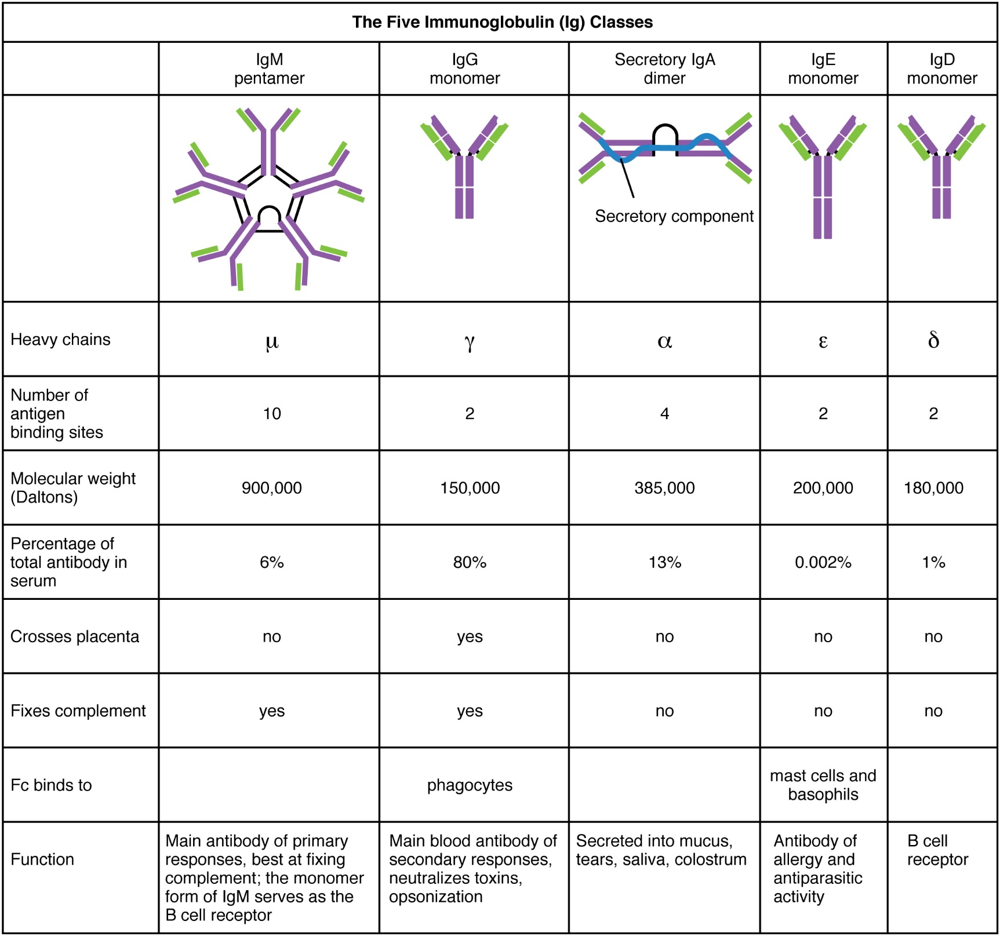 The Five Immunoglobulin (Ig) Classes
IgM
pentamer
IgG
monomer
Secretory IgA
dimer
IgE
monomer
IgD
monomer
Secretory component
Heavy chains
μ
γ
α
ε
δ
Number of
antigen
binding sites
10
2
4
2
2
Molecular weight
(Daltons)
900,000
150,000
385,000
200,000
180,000
Percentage of
total antibody in
serum
6%
80%
13%
0.002%
1%
Crosses placenta
no
yes
no
no
no
Fixes complement
yes
yes
no
no
no
Fc binds to
phagocytes
mast cells and
basophils
Function
Main antibody of primary
responses, best at fixing
complement; the monomer
form of IgM serves as the
B cell receptor
Main blood antibody of
secondary responses,
neutralizes toxins,
opsonization
Secreted into mucus,
tears, saliva, colostrum
Antibody of
allergy and
antiparasitic
activity
B cell
receptor